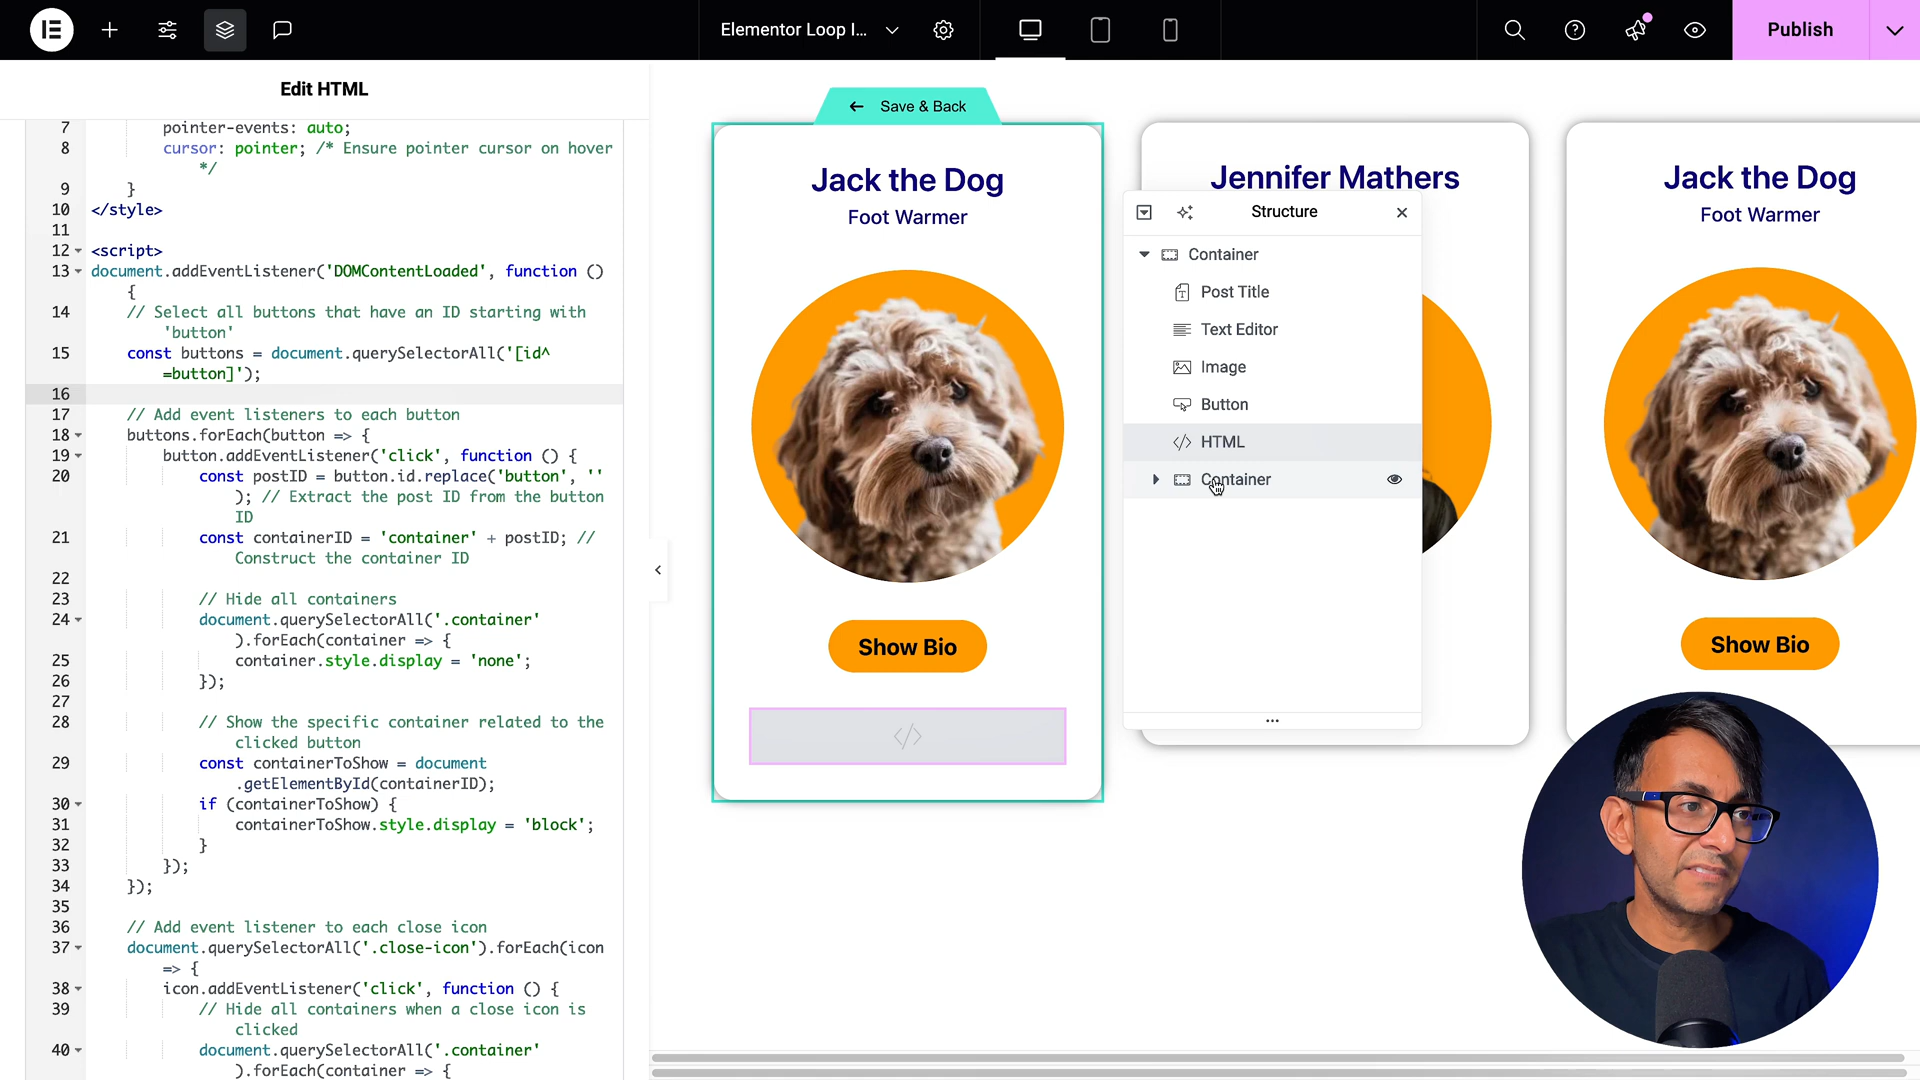 Elementor Loop I...
Publish
Edit HTML
7 pointer-events: auto;
8 cursor: pointer; /* Ensure pointer cursor on hover
*/
9 }
10 </style>
11
12 <script>
13 document.addEventListener('DOMContentLoaded', function ()
{
14 // Select all buttons that have an ID starting with
'button'
15 const buttons = document.querySelectorAll('[id^
=button]');
16
17 // Add event listeners to each button
18 buttons.forEach(button => {
19 button.addEventListener('click', function () {
20 const postID = button.id.replace('button', ''
); // Extract the post ID from the button
ID
21 const containerID = 'container' + postID; //
Construct the container ID
22
23 // Hide all containers
24 document.querySelectorAll('.container'
).forEach(container => {
25 container.style.display = 'none';
26 });
27
28 // Show the specific container related to the
clicked button
29 const containerToShow = document
.getElementById(containerID);
30 if (containerToShow) {
31 containerToShow.style.display = 'block';
32 }
33 });
34 });
35
36 // Add event listener to each close icon
37 document.querySelectorAll('.close-icon').forEach(icon
=> {
38 icon.addEventListener('click', function () {
39 // Hide all containers when a close icon is
clicked
40 document.querySelectorAll('.container'
).forEach(container => {
Save & Back
Jack the Dog
Foot Warmer
Show Bio
</>
Jennifer Mathers
Structure
Container
Post Title
Text Editor
Image
Button
</> HTML
Container
...
Jack the Dog
Foot Warmer
Show Bio